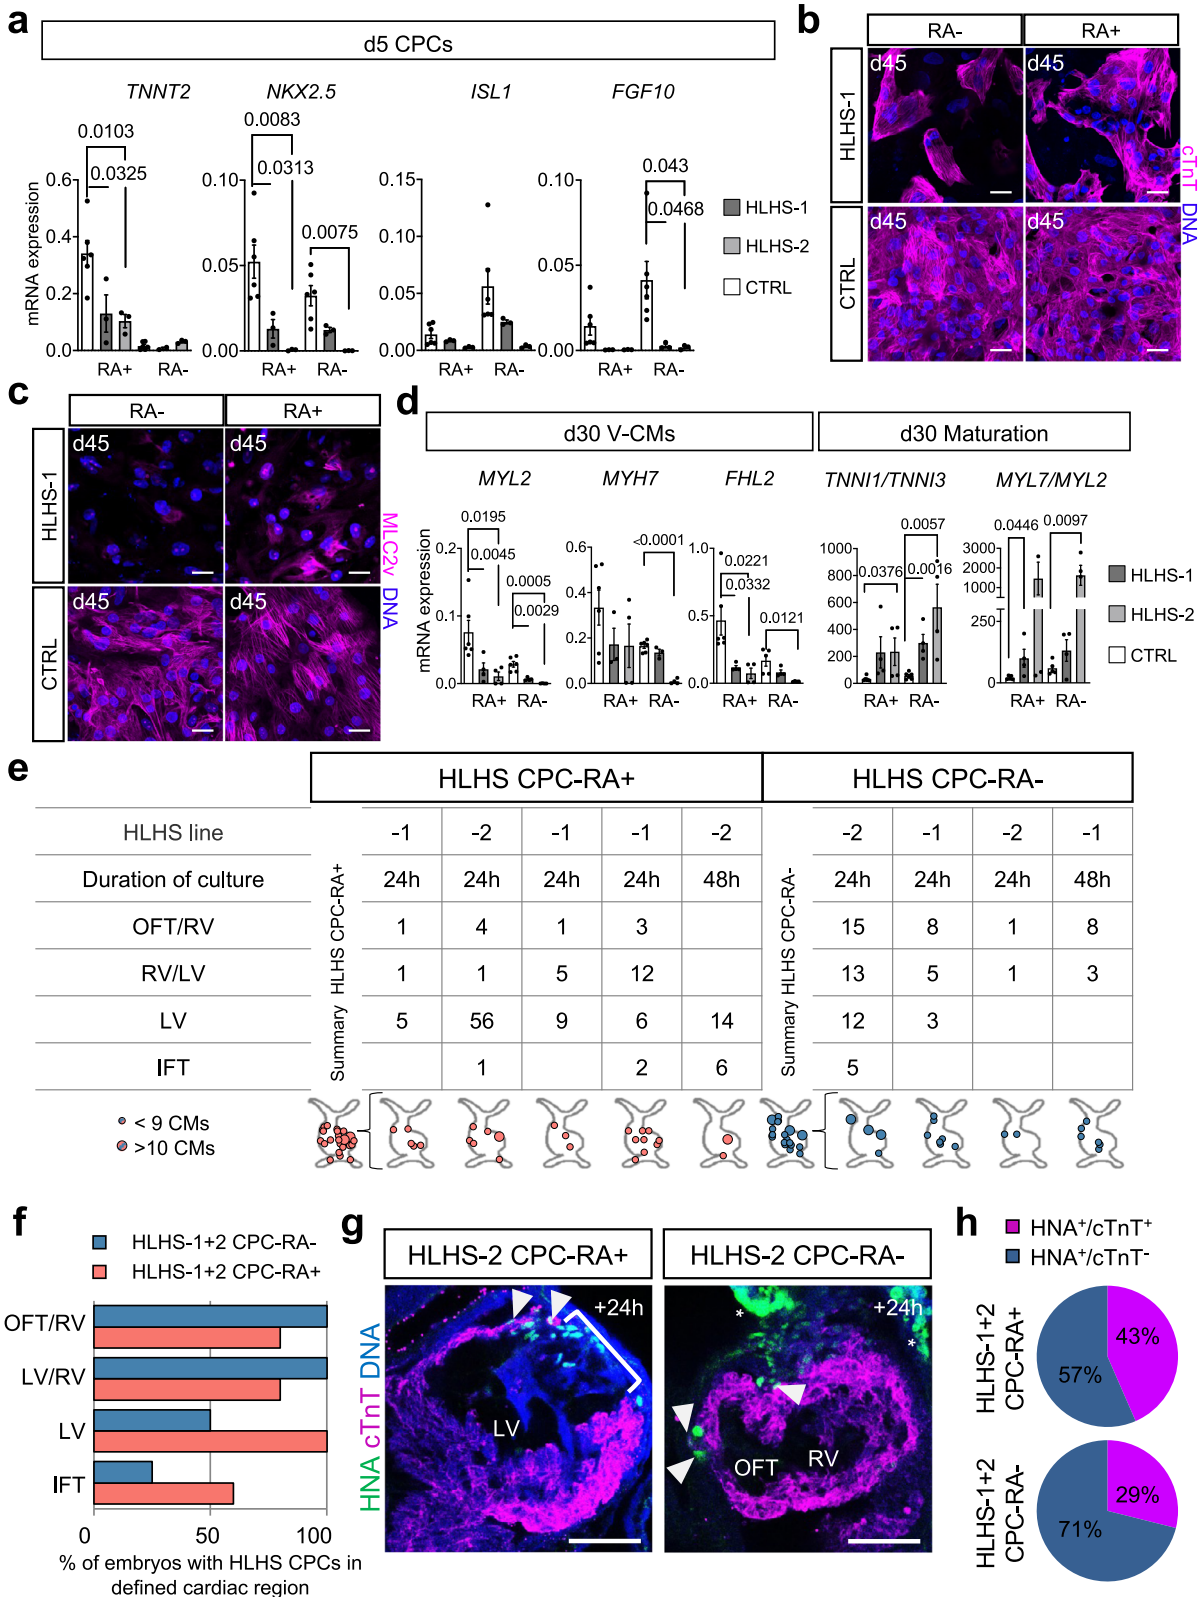 a
d5 CPCs
TNNT2 NKX2.5 ISL1 FGF10
0.0103 0.0083 0.043
0.0325 0.0313 0.0075 0.0468
mRNA expression
0.6 0.4 0.2 0.0
0.10 0.05 0.00
0.15 0.10 0.05 0.00
0.10 0.05 0.00
RA+ RA- RA+ RA- RA+ RA- RA+ RA-
HLHS-1
HLHS-2
CTRL
b
RA- RA+
HLHS-1 d45 d45
CTRL d45 d45
cTnT DNA
c
RA- RA+
HLHS-1 d45 d45
CTRL d45 d45
MLC2v DNA
d
d30 V-CMs d30 Maturation
MYL2 MYH7 FHL2 TNNI1/TNNI3 MYL7/MYL2
0.0195 0.0045 0.0005 0.0029
<0.0001
0.0221 0.0332 0.0121
0.0376 0.0057 0.0016
0.0446 0.0097
mRNA expression
0.2 0.1 0.0
0.6 0.4 0.2 0.0
1.0 0.5 0.0
1000 800 600 400 200 0
3000 2000 1000 250 0
RA+ RA- RA+ RA- RA+ RA- RA+ RA- RA+ RA-
HLHS-1
HLHS-2
CTRL
e
HLHS CPC-RA+ HLHS CPC-RA-
Summary HLHS CPC-RA+
Summary HLHS CPC-RA-
HLHS line -1 -2 -1 -1 -2 -2 -1 -2 -1
Duration of culture 24h 24h 24h 24h 48h 24h 24h 24h 48h
OFT/RV 1 4 1 3 15 8 1 8
RV/LV 1 1 5 12 13 5 1 3
LV 5 56 9 6 14 12 3
IFT 1 2 6 5
< 9 CMs
>10 CMs
f
HLHS-1+2 CPC-RA-
HLHS-1+2 CPC-RA+
OFT/RV
LV/RV
LV
IFT
0 50 100
% of embryos with HLHS CPCs in
defined cardiac region
g
HLHS-2 CPC-RA+ HLHS-2 CPC-RA-
HNA cTnT DNA
+24h +24h
* *
LV OFT RV
h
HNA⁺/cTnT⁺
HNA⁺/cTnT⁻
HLHS-1+2
CPC-RA+
43%
57%
HLHS-1+2
CPC-RA-
29%
71%